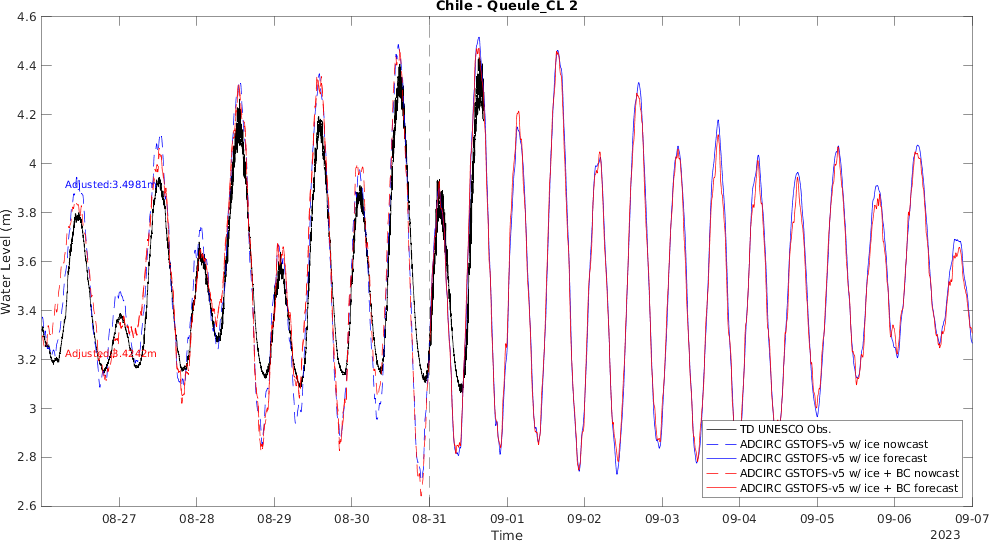 Chile - Queule_CL 2
4.6
4.4
4.2
4
3.8
3.6
3.4
3.2
3
2.8
2.6
Water Level (m)
Adjusted:3.4981m
Adjusted:3.4242m
TD UNESCO Obs.
ADCIRC GSTOFS-v5 w/ ice nowcast
ADCIRC GSTOFS-v5 w/ ice forecast
ADCIRC GSTOFS-v5 w/ ice + BC nowcast
ADCIRC GSTOFS-v5 w/ ice + BC forecast
08-27 08-28 08-29 08-30 08-31 09-01 09-02 09-03 09-04 09-05 09-06 09-07
Time
2023